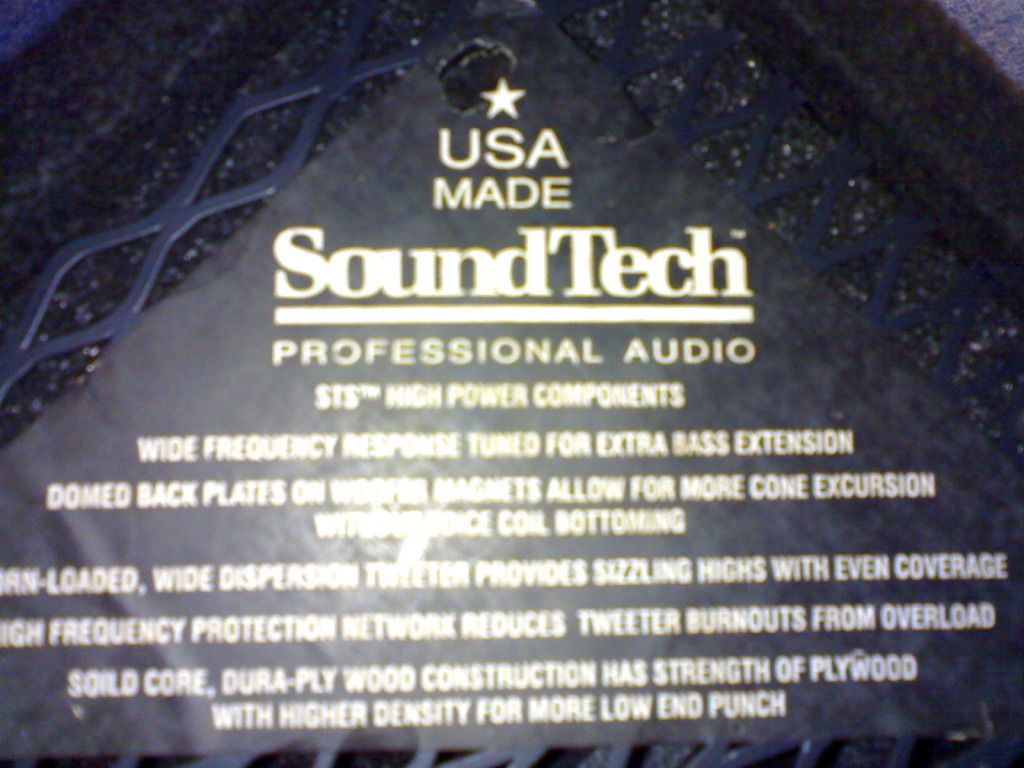 USA
MADE
SoundTech™
PROFESSIONAL AUDIO
STS™ HIGH POWER COMPONENTS
WIDE FREQUENCY RESPONSE TUNED FOR EXTRA BASS EXTENSION
DOMED BACK PLATES ON WOOFER MAGNETS ALLOW FOR MORE CONE EXCURSION
WITHOUT VOICE COIL BOTTOMING
RN-LOADED, WIDE DISPERSION TWEETER PROVIDES SIZZLING HIGHS WITH EVEN COVERAGE
IGH FREQUENCY PROTECTION NETWORK REDUCES TWEETER BURNOUTS FROM OVERLOAD
SOILD CORE, DURA-PLY WOOD CONSTRUCTION HAS STRENGTH OF PLYWOOD
WITH HIGHER DENSITY FOR MORE LOW END PUNCH